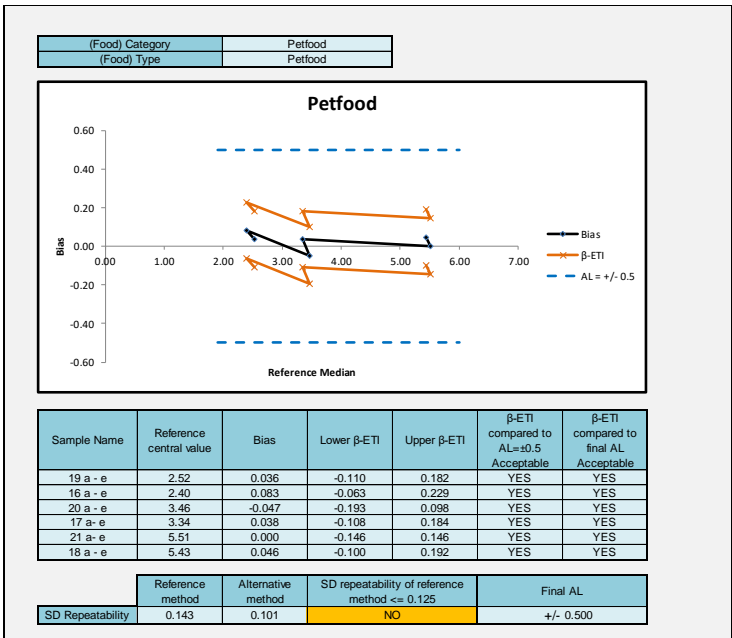 (Food) Category Petfood
(Food) Type Petfood
Petfood
0.60
0.40
0.20
0.00
-0.20
-0.40
-0.60
0.00 1.00 2.00 3.00 4.00 5.00 6.00 7.00
Bias
Reference Median
Bias
β-ETI
AL = +/- 0.5
Sample Name Reference central value Bias Lower β-ETI Upper β-ETI β-ETI compared to AL=±0.5 Acceptable β-ETI compared to final AL Acceptable
19 a - e 2.52 0.036 -0.110 0.182 YES YES
16 a - e 2.40 0.083 -0.063 0.229 YES YES
20 a - e 3.46 -0.047 -0.193 0.098 YES YES
17 a- e 3.34 0.038 -0.108 0.184 YES YES
21 a- e 5.51 0.000 -0.146 0.146 YES YES
18 a - e 5.43 0.046 -0.100 0.192 YES YES
Reference method Alternative method SD repeatability of reference method <= 0.125 Final AL
SD Repeatability 0.143 0.101 NO +/- 0.500